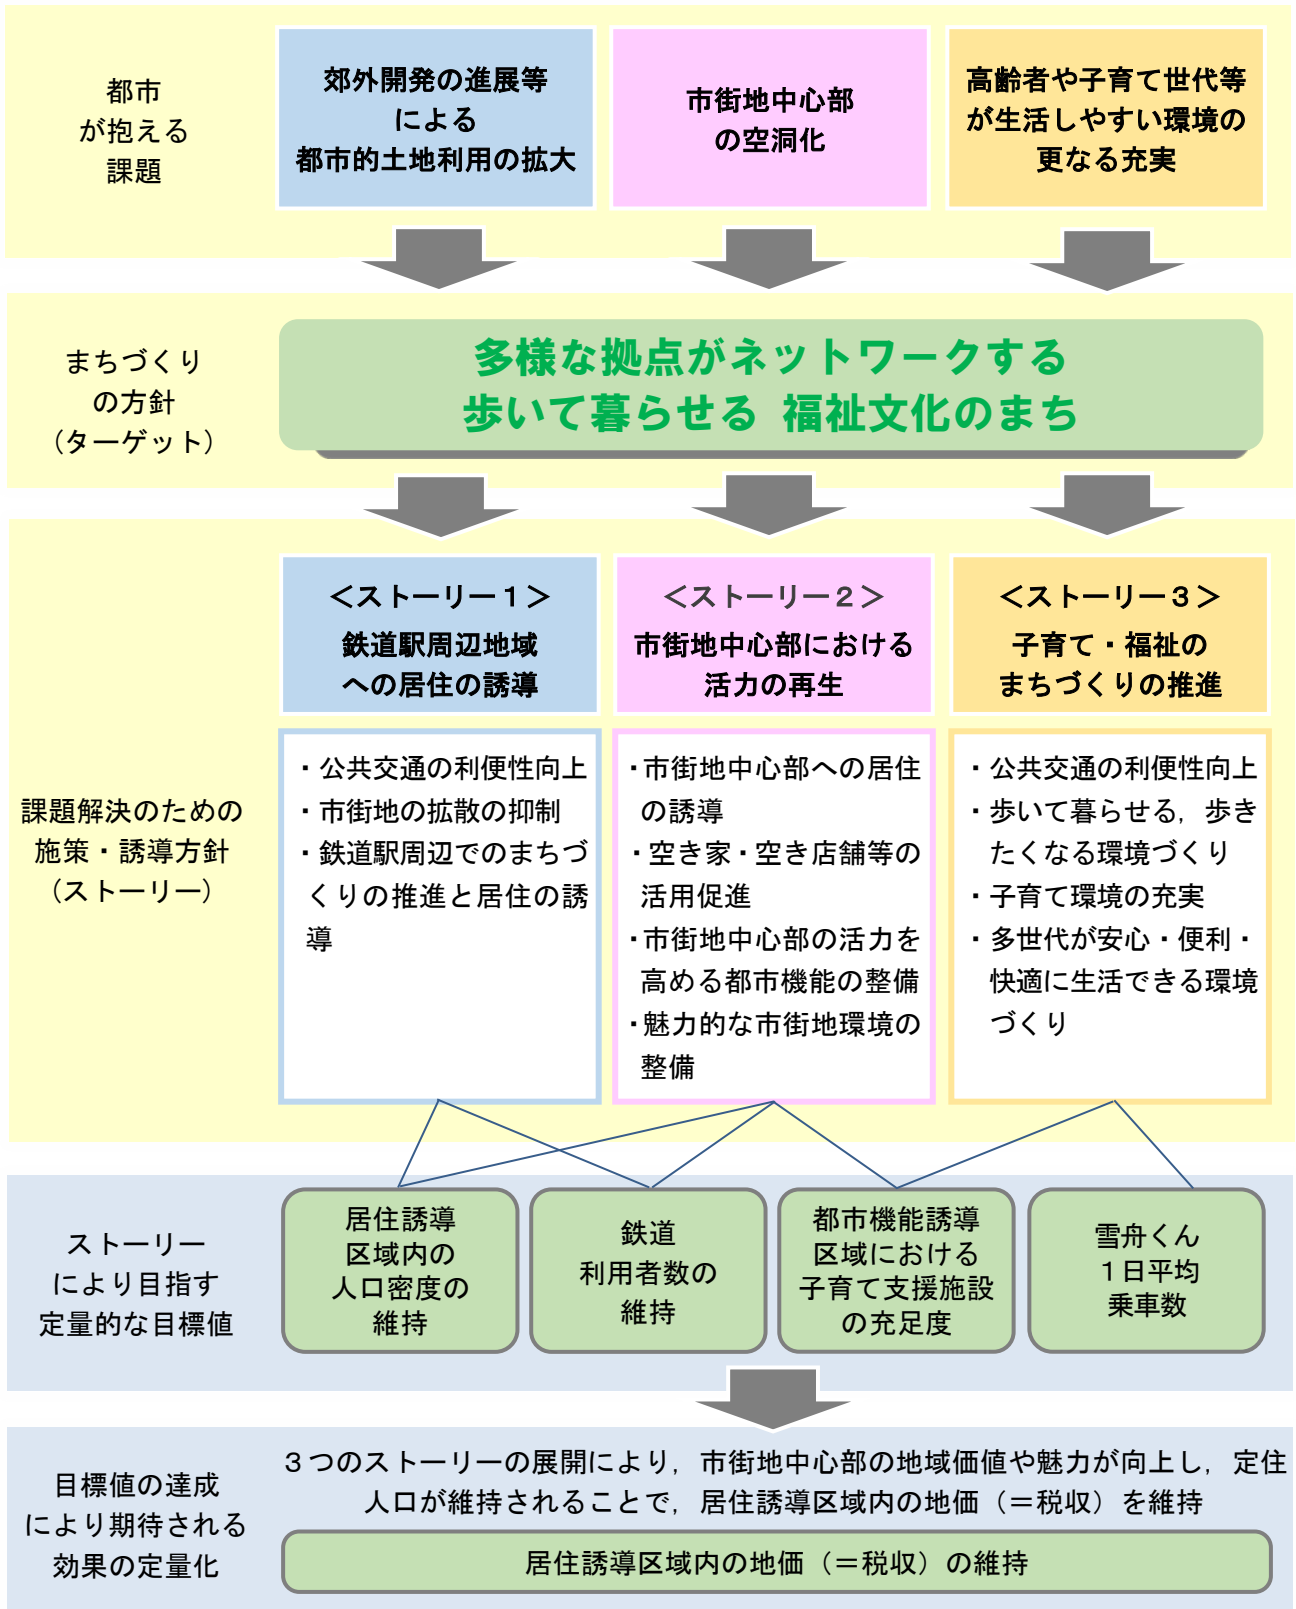 都市
が抱える
課題
郊外開発の進展等
による
都市的土地利用の拡大
市街地中心部
の空洞化
高齢者や子育て世代等
が生活しやすい環境の
更なる充実
まちづくり
の方針
（ターゲット）
多様な拠点がネットワークする
歩いて暮らせる 福祉文化のまち
課題解決のための
施策・誘導方針
（ストーリー）
＜ストーリー１＞
鉄道駅周辺地域
への居住の誘導
・公共交通の利便性向上
・市街地の拡散の抑制
・鉄道駅周辺でのまちづ
くりの推進と居住の誘
導
＜ストーリー２＞
市街地中心部における
活力の再生
・市街地中心部への居住
の誘導
・空き家・空き店舗等の
活用促進
・市街地中心部の活力を
高める都市機能の整備
・魅力的な市街地環境の
整備
＜ストーリー３＞
子育て・福祉の
まちづくりの推進
・公共交通の利便性向上
・歩いて暮らせる，歩き
たくなる環境づくり
・子育て環境の充実
・多世代が安心・便利・
快適に生活できる環境
づくり
ストーリー
により目指す
定量的な目標値
居住誘導
区域内の
人口密度の
維持
鉄道
利用者数の
維持
都市機能誘導
区域における
子育て支援施設
の充足度
雪舟くん
１日平均
乗車数
目標値の達成
により期待される
効果の定量化
３つのストーリーの展開により，市街地中心部の地域価値や魅力が向上し，定住
人口が維持されることで，居住誘導区域内の地価（＝税収）を維持
居住誘導区域内の地価（＝税収）の維持